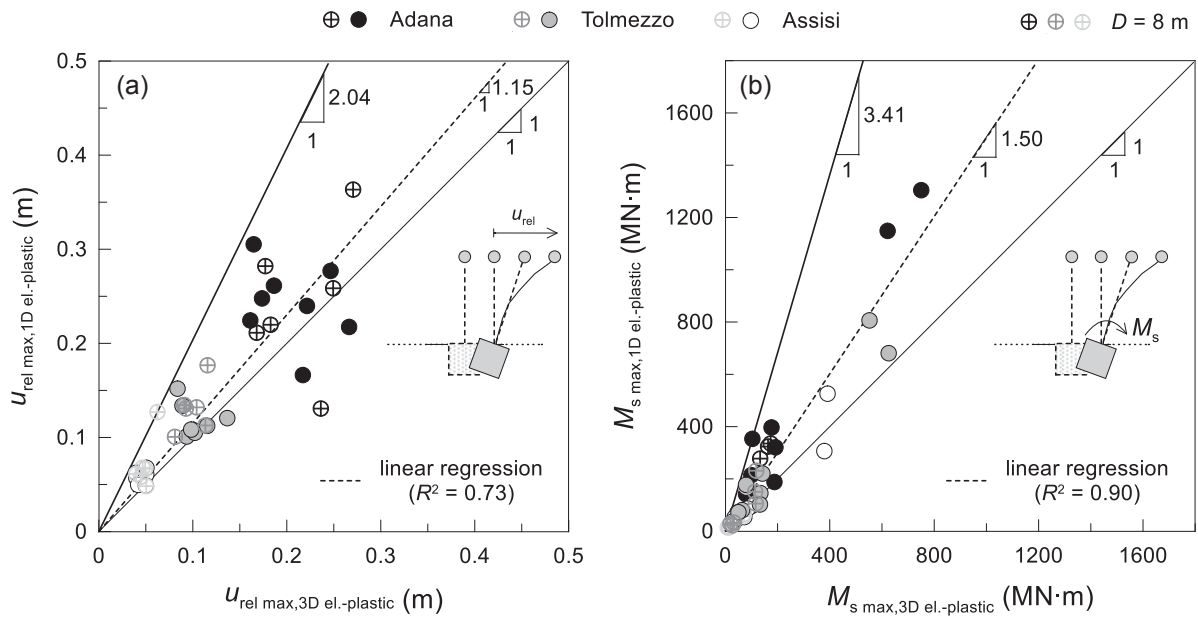 Adana Tolmezzo Assisi D = 8 m
(a)
0.5
0.4
0.3
0.2
0.1
0
0 0.1 0.2 0.3 0.4 0.5
u_rel max,1D el.-plastic (m)
u_rel max,3D el.-plastic (m)
2.04
1
1.15
1
1
1
u_rel
linear regression
(R² = 0.73)
(b)
1600
1200
800
400
0
0 400 800 1200 1600
M_s max,1D el.-plastic (MN·m)
M_s max,3D el.-plastic (MN·m)
3.41
1
1.50
1
1
1
M_s
linear regression
(R² = 0.90)